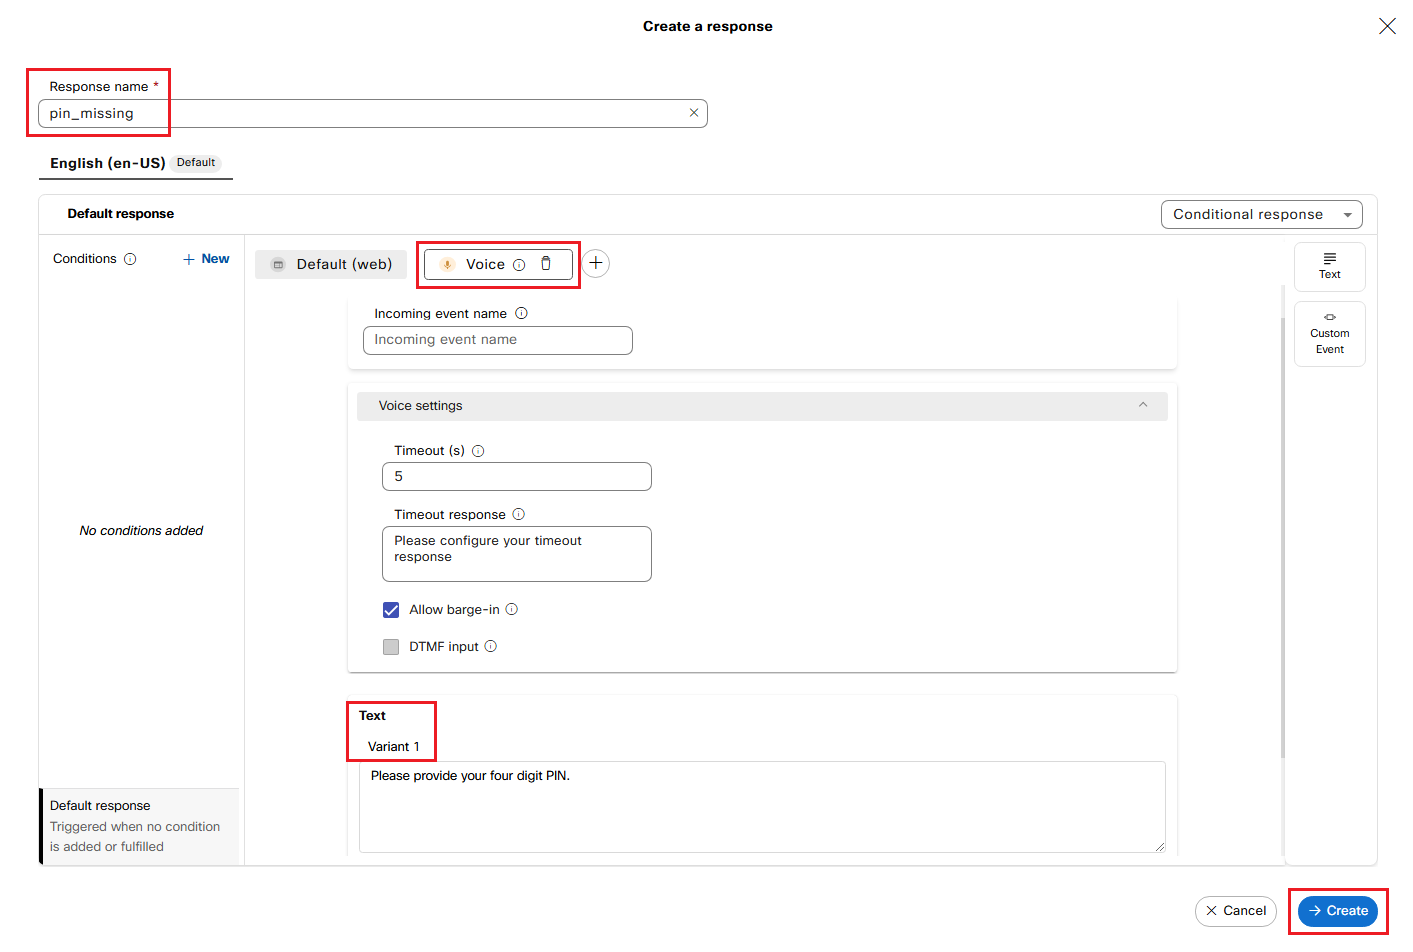 Create a response
Response name *
pin_missing
English (en-US) Default
Default response
Conditional response
Conditions
+ New
Default (web)
Voice
Text
Custom
Event
Incoming event name
Incoming event name
Voice settings
Timeout (s)
5
Timeout response
Please configure your timeout
response
Allow barge-in
DTMF input
No conditions added
Text
Variant 1
Please provide your four digit PIN.
Default response
Triggered when no condition
is added or fulfilled
Cancel
Create